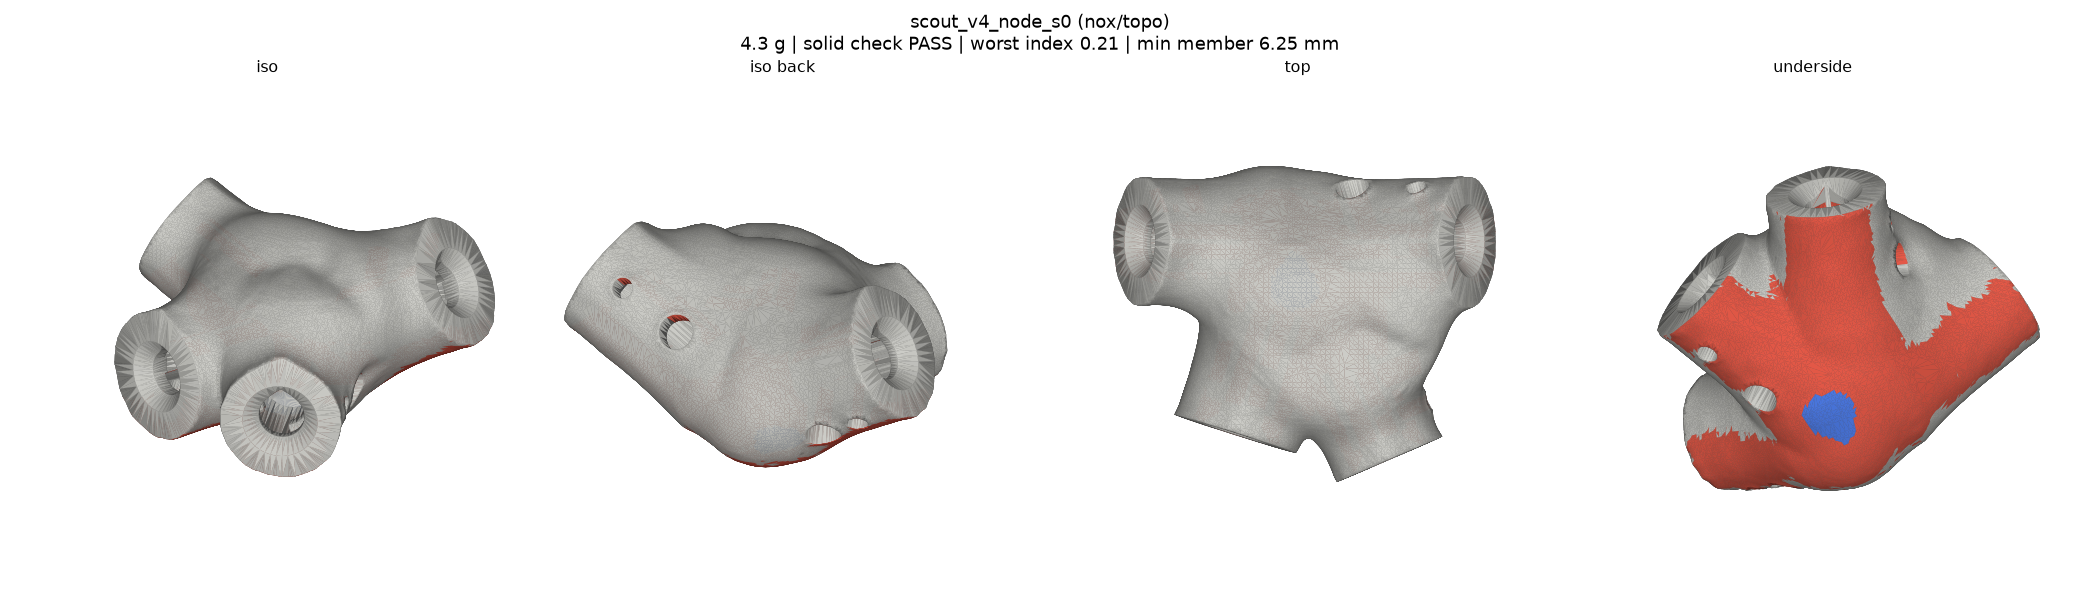 scout_v4_node_s0 (nox/topo)
4.3 g | solid check PASS | worst index 0.21 | min member 6.25 mm
iso
iso back
top
underside